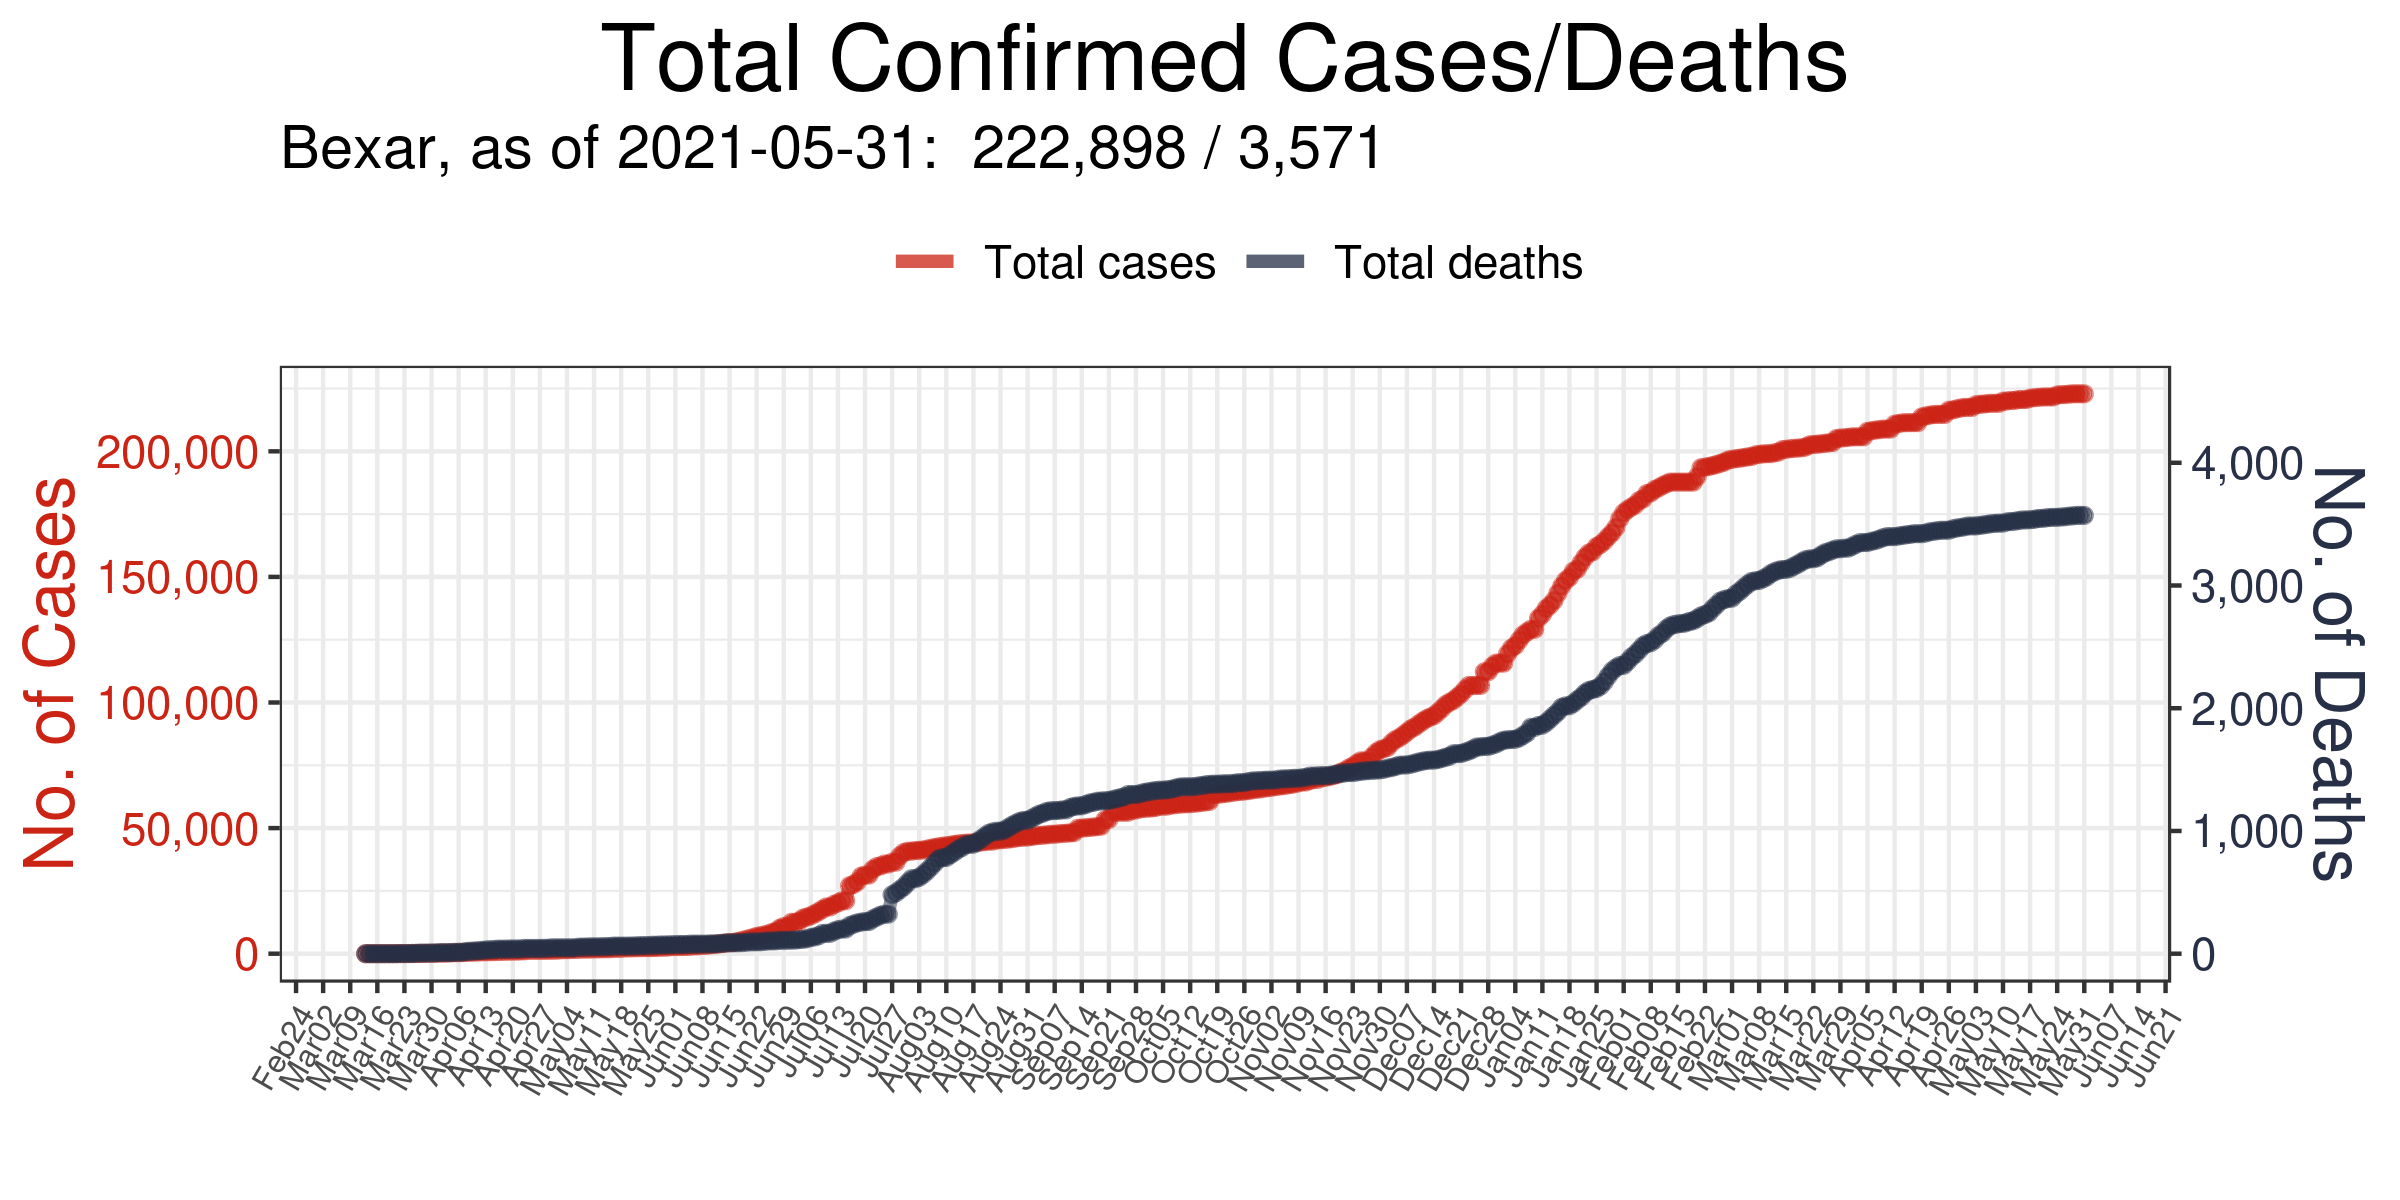 Total Confirmed Cases/Deaths
Bexar, as of 2021-05-31:  222,898 / 3,571
Total cases
Total deaths
No. of Cases
200,000
150,000
100,000
50,000
0
4,000
3,000
2,000
1,000
0
No. of Deaths
Feb24
Mar02
Mar09
Mar16
Mar23
Mar30
Apr06
Apr13
Apr20
Apr27
May04
May11
May18
May25
Jun01
Jun08
Jun15
Jun22
Jun29
Jul06
Jul13
Jul20
Jul27
Aug03
Aug10
Aug17
Aug24
Aug31
Sep07
Sep14
Sep21
Sep28
Oct05
Oct12
Oct19
Oct26
Nov02
Nov09
Nov16
Nov23
Nov30
Dec07
Dec14
Dec21
Dec28
Jan04
Jan11
Jan18
Jan25
Feb01
Feb08
Feb15
Feb22
Mar01
Mar08
Mar15
Mar22
Mar29
Apr05
Apr12
Apr19
Apr26
May03
May10
May17
May24
May31
Jun07
Jun14
Jun21